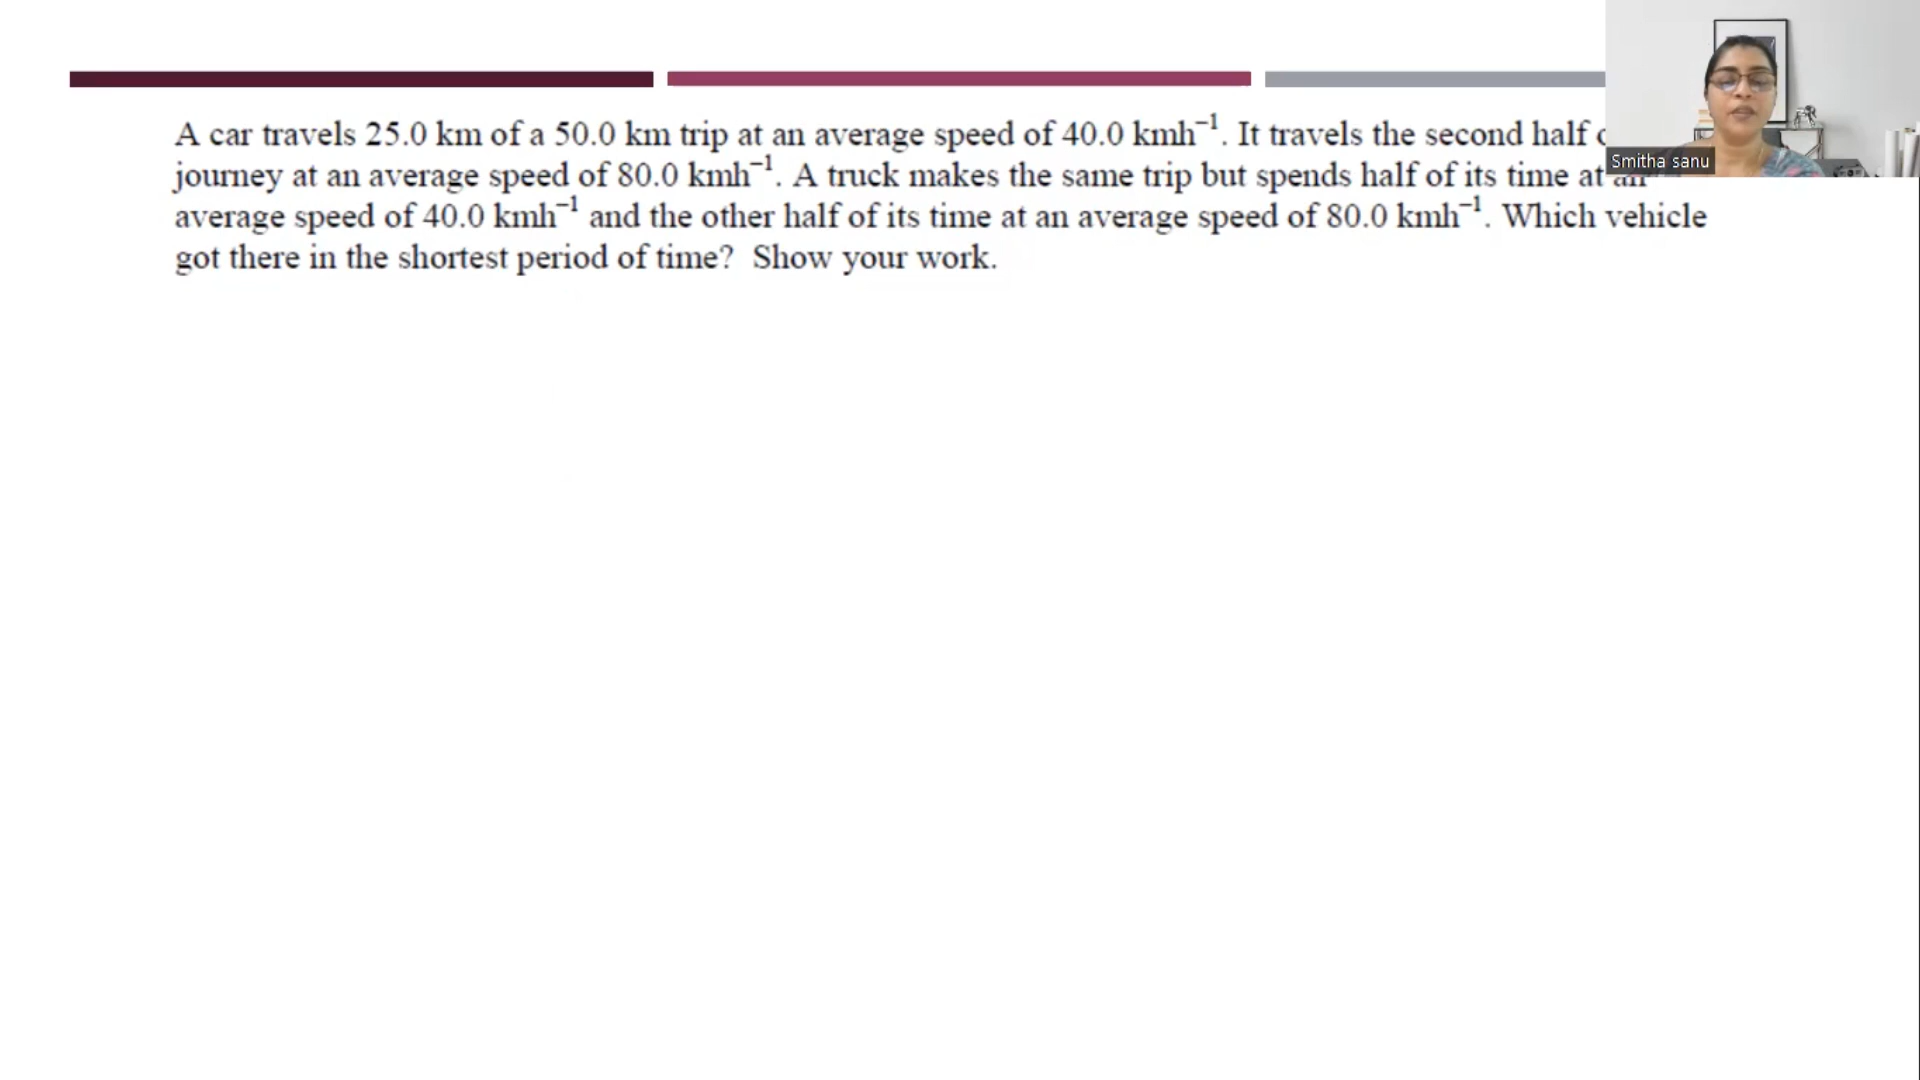 A car travels 25.0 km of a 50.0 km trip at an average speed of 40.0 kmh⁻¹. It travels the second half
journey at an average speed of 80.0 kmh⁻¹. A truck makes the same trip but spends half of its time at an
average speed of 40.0 kmh⁻¹ and the other half of its time at an average speed of 80.0 kmh⁻¹. Which vehicle
got there in the shortest period of time? Show your work.
Smitha sanu